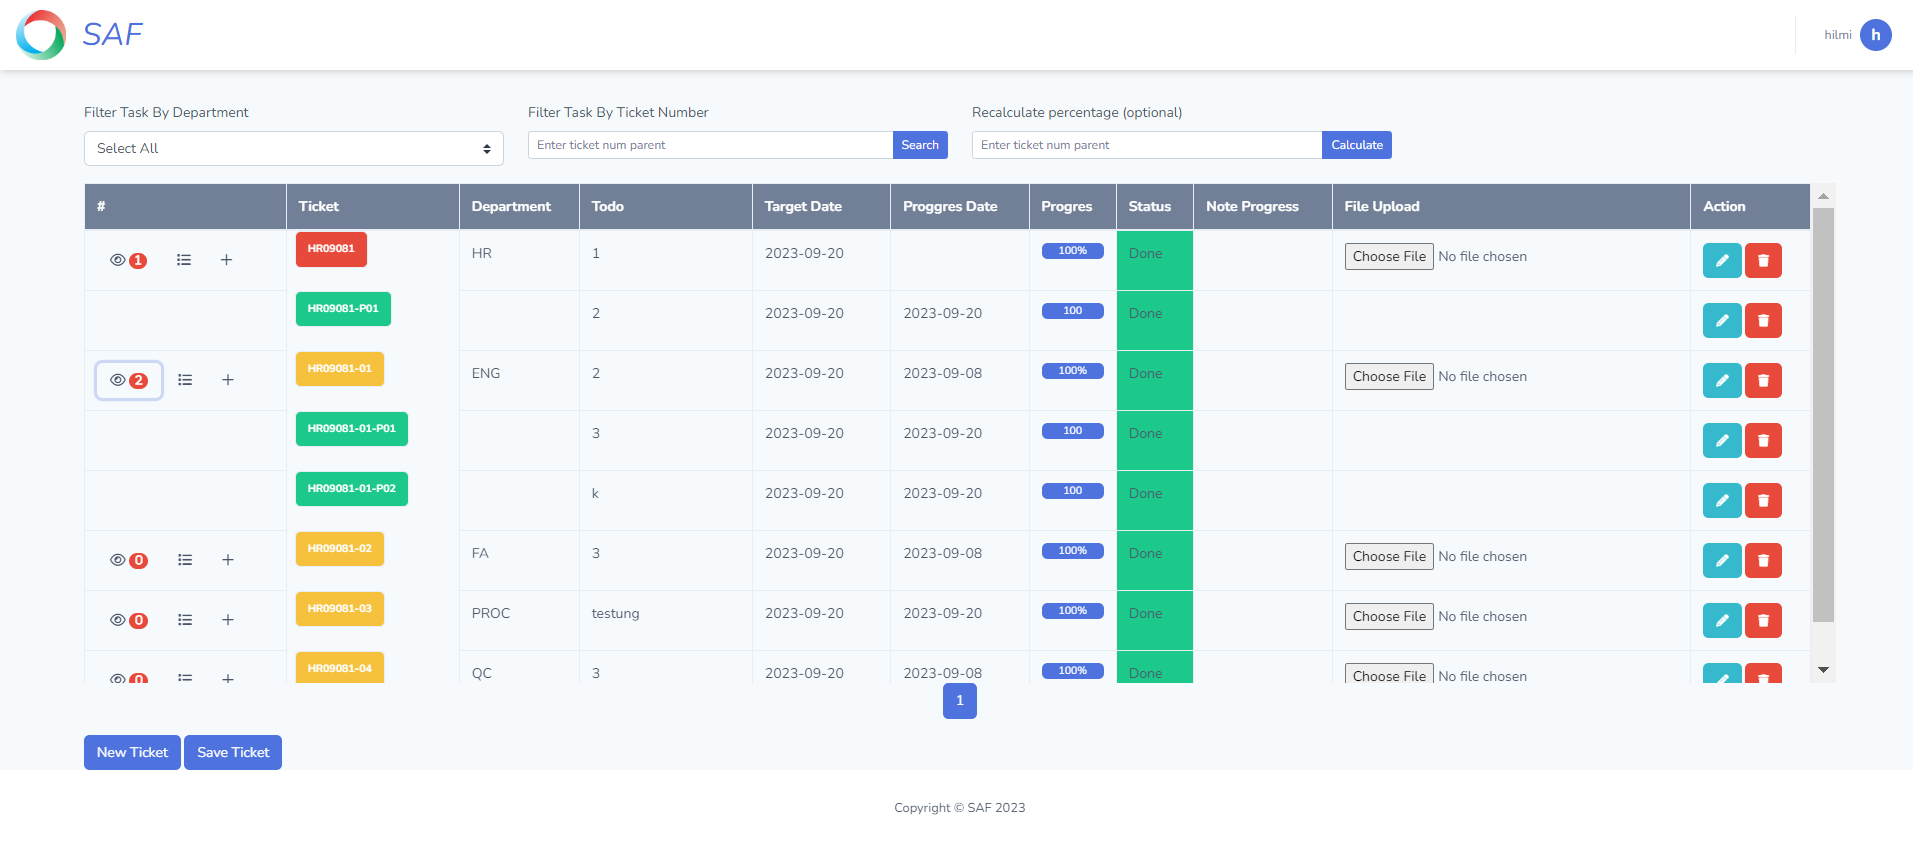 SAF
hilmi h
Filter Task By Department Filter Task By Ticket Number Recalculate percentage (optional)
Select All Enter ticket num parent Search Enter ticket num parent Calculate
# Ticket Department Todo Target Date Proggres Date Progres Status Note Progress File Upload Action
1 HR09081 HR 1 2023-09-20 100% Done Choose File No file chosen
HR09081-P01 2 2023-09-20 2023-09-20 100 Done
2 HR09081-01 ENG 2 2023-09-20 2023-09-08 100% Done Choose File No file chosen
HR09081-01-P01 3 2023-09-20 2023-09-20 100 Done
HR09081-01-P02 k 2023-09-20 2023-09-20 100 Done
0 HR09081-02 FA 3 2023-09-20 2023-09-08 100% Done Choose File No file chosen
0 HR09081-03 PROC testung 2023-09-20 2023-09-20 100% Done Choose File No file chosen
0 HR09081-04 QC 3 2023-09-20 2023-09-08 100% Done Choose File No file chosen
1
New Ticket Save Ticket
Copyright © SAF 2023